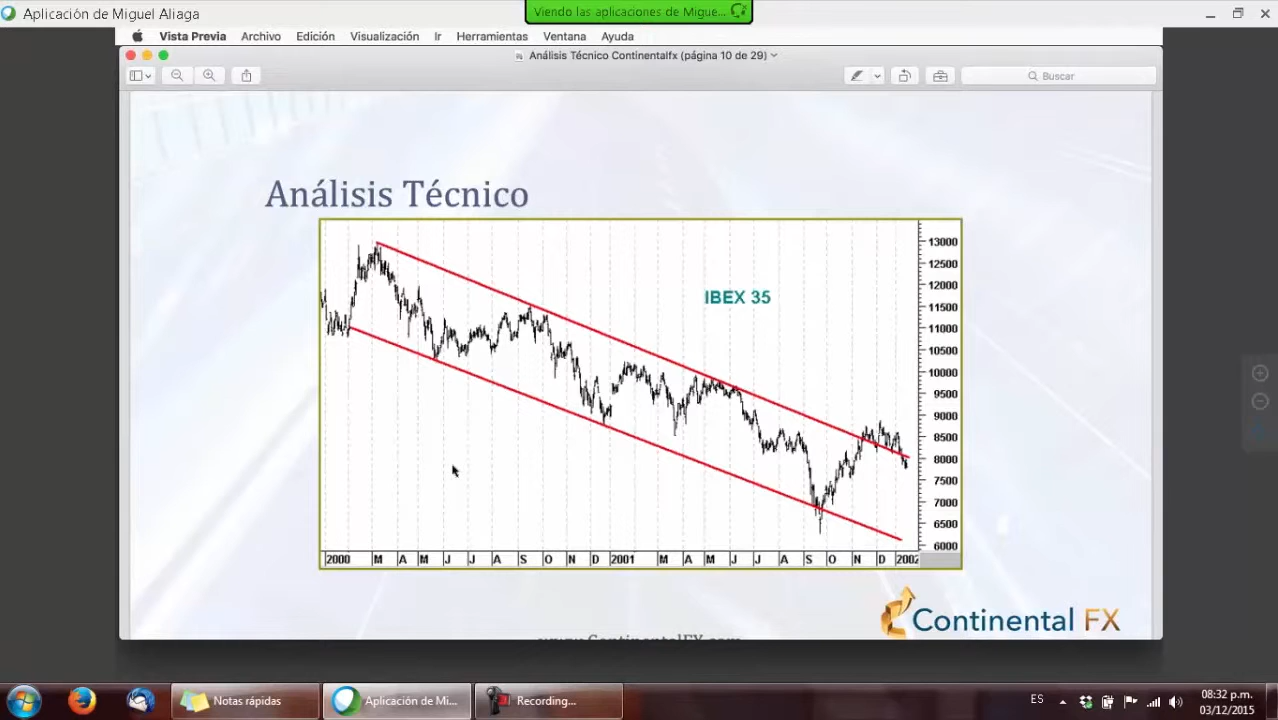 Aplicación de Miguel Aliaga
Viendo las aplicaciones de Migue...
Vista Previa Archivo Edición Visualización Ir Herramientas Ventana Ayuda
Análisis Técnico Continentalfx (página 10 de 29)
Buscar
Análisis Técnico
IBEX 35
13000
12500
12000
11500
11000
10500
10000
9500
9000
8500
8000
7500
7000
6500
6000
2000 M A M J J A S O N D 2001 M A M J J A S O N D 2002
Continental FX
www.ContinentalFX.com
Notas rápidas
Aplicación de Mi...
Recording...
ES
08:32 p.m.
03/12/2015